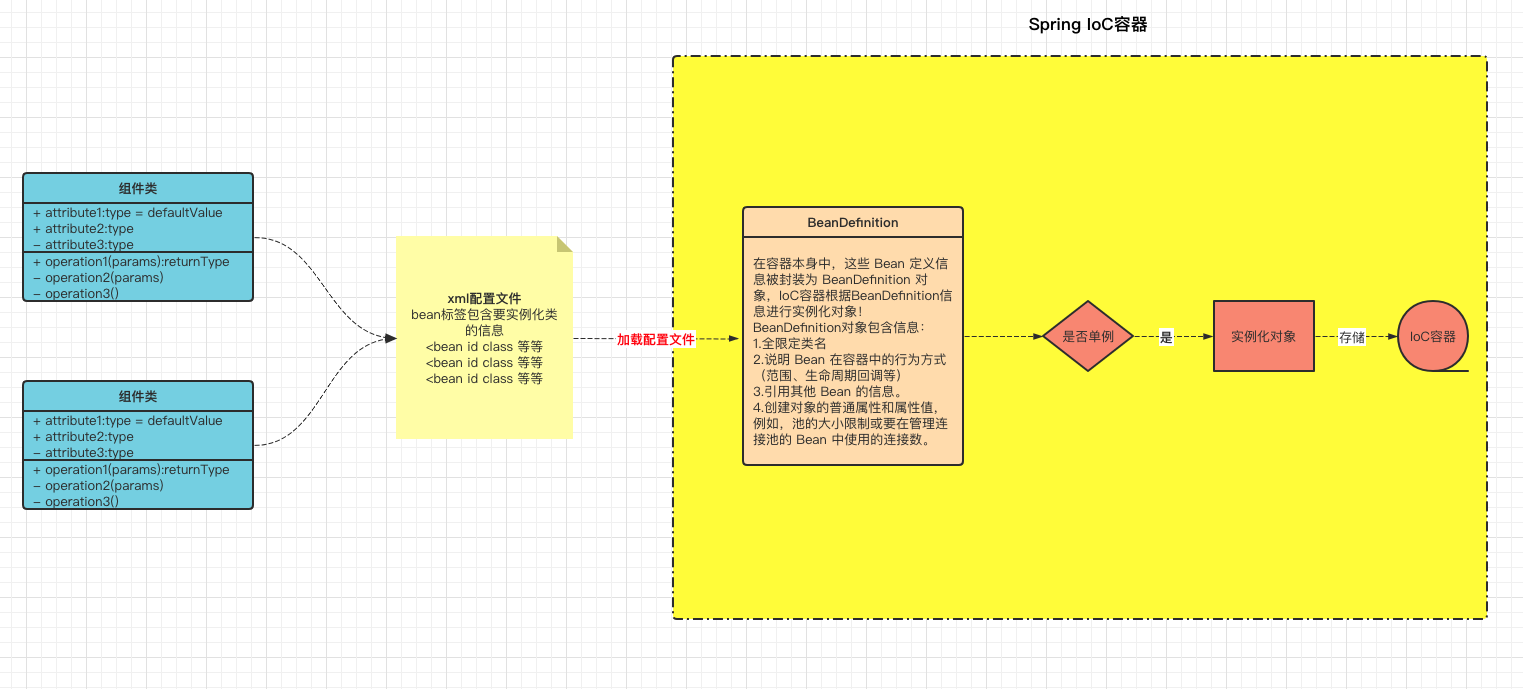 Spring IoC容器
组件类
+ attribute1:type = defaultValue
+ attribute2:type
− attribute3:type
+ operation1(params):returnType
− operation2(params)
− operation3()
组件类
+ attribute1:type = defaultValue
+ attribute2:type
− attribute3:type
+ operation1(params):returnType
− operation2(params)
− operation3()
xml配置文件
bean标签包含要实例化类
的信息
<bean id class 等等
<bean id class 等等
<bean id class 等等
加载配置文件
BeanDefinition
在容器本身中，这些 Bean 定义信
息被封装为 BeanDefinition 对
象，IoC容器根据BeanDefinition信
息进行实例化对象！
BeanDefinition对象包含信息：
1.全限定类名
2.说明 Bean 在容器中的行为方式
（范围、生命周期回调等）
3.引用其他 Bean 的信息。
4.创建对象的普通属性和属性值，
例如，池的大小限制或要在管理连
接池的 Bean 中使用的连接数。
是否单例
是
实例化对象
存储
IoC容器